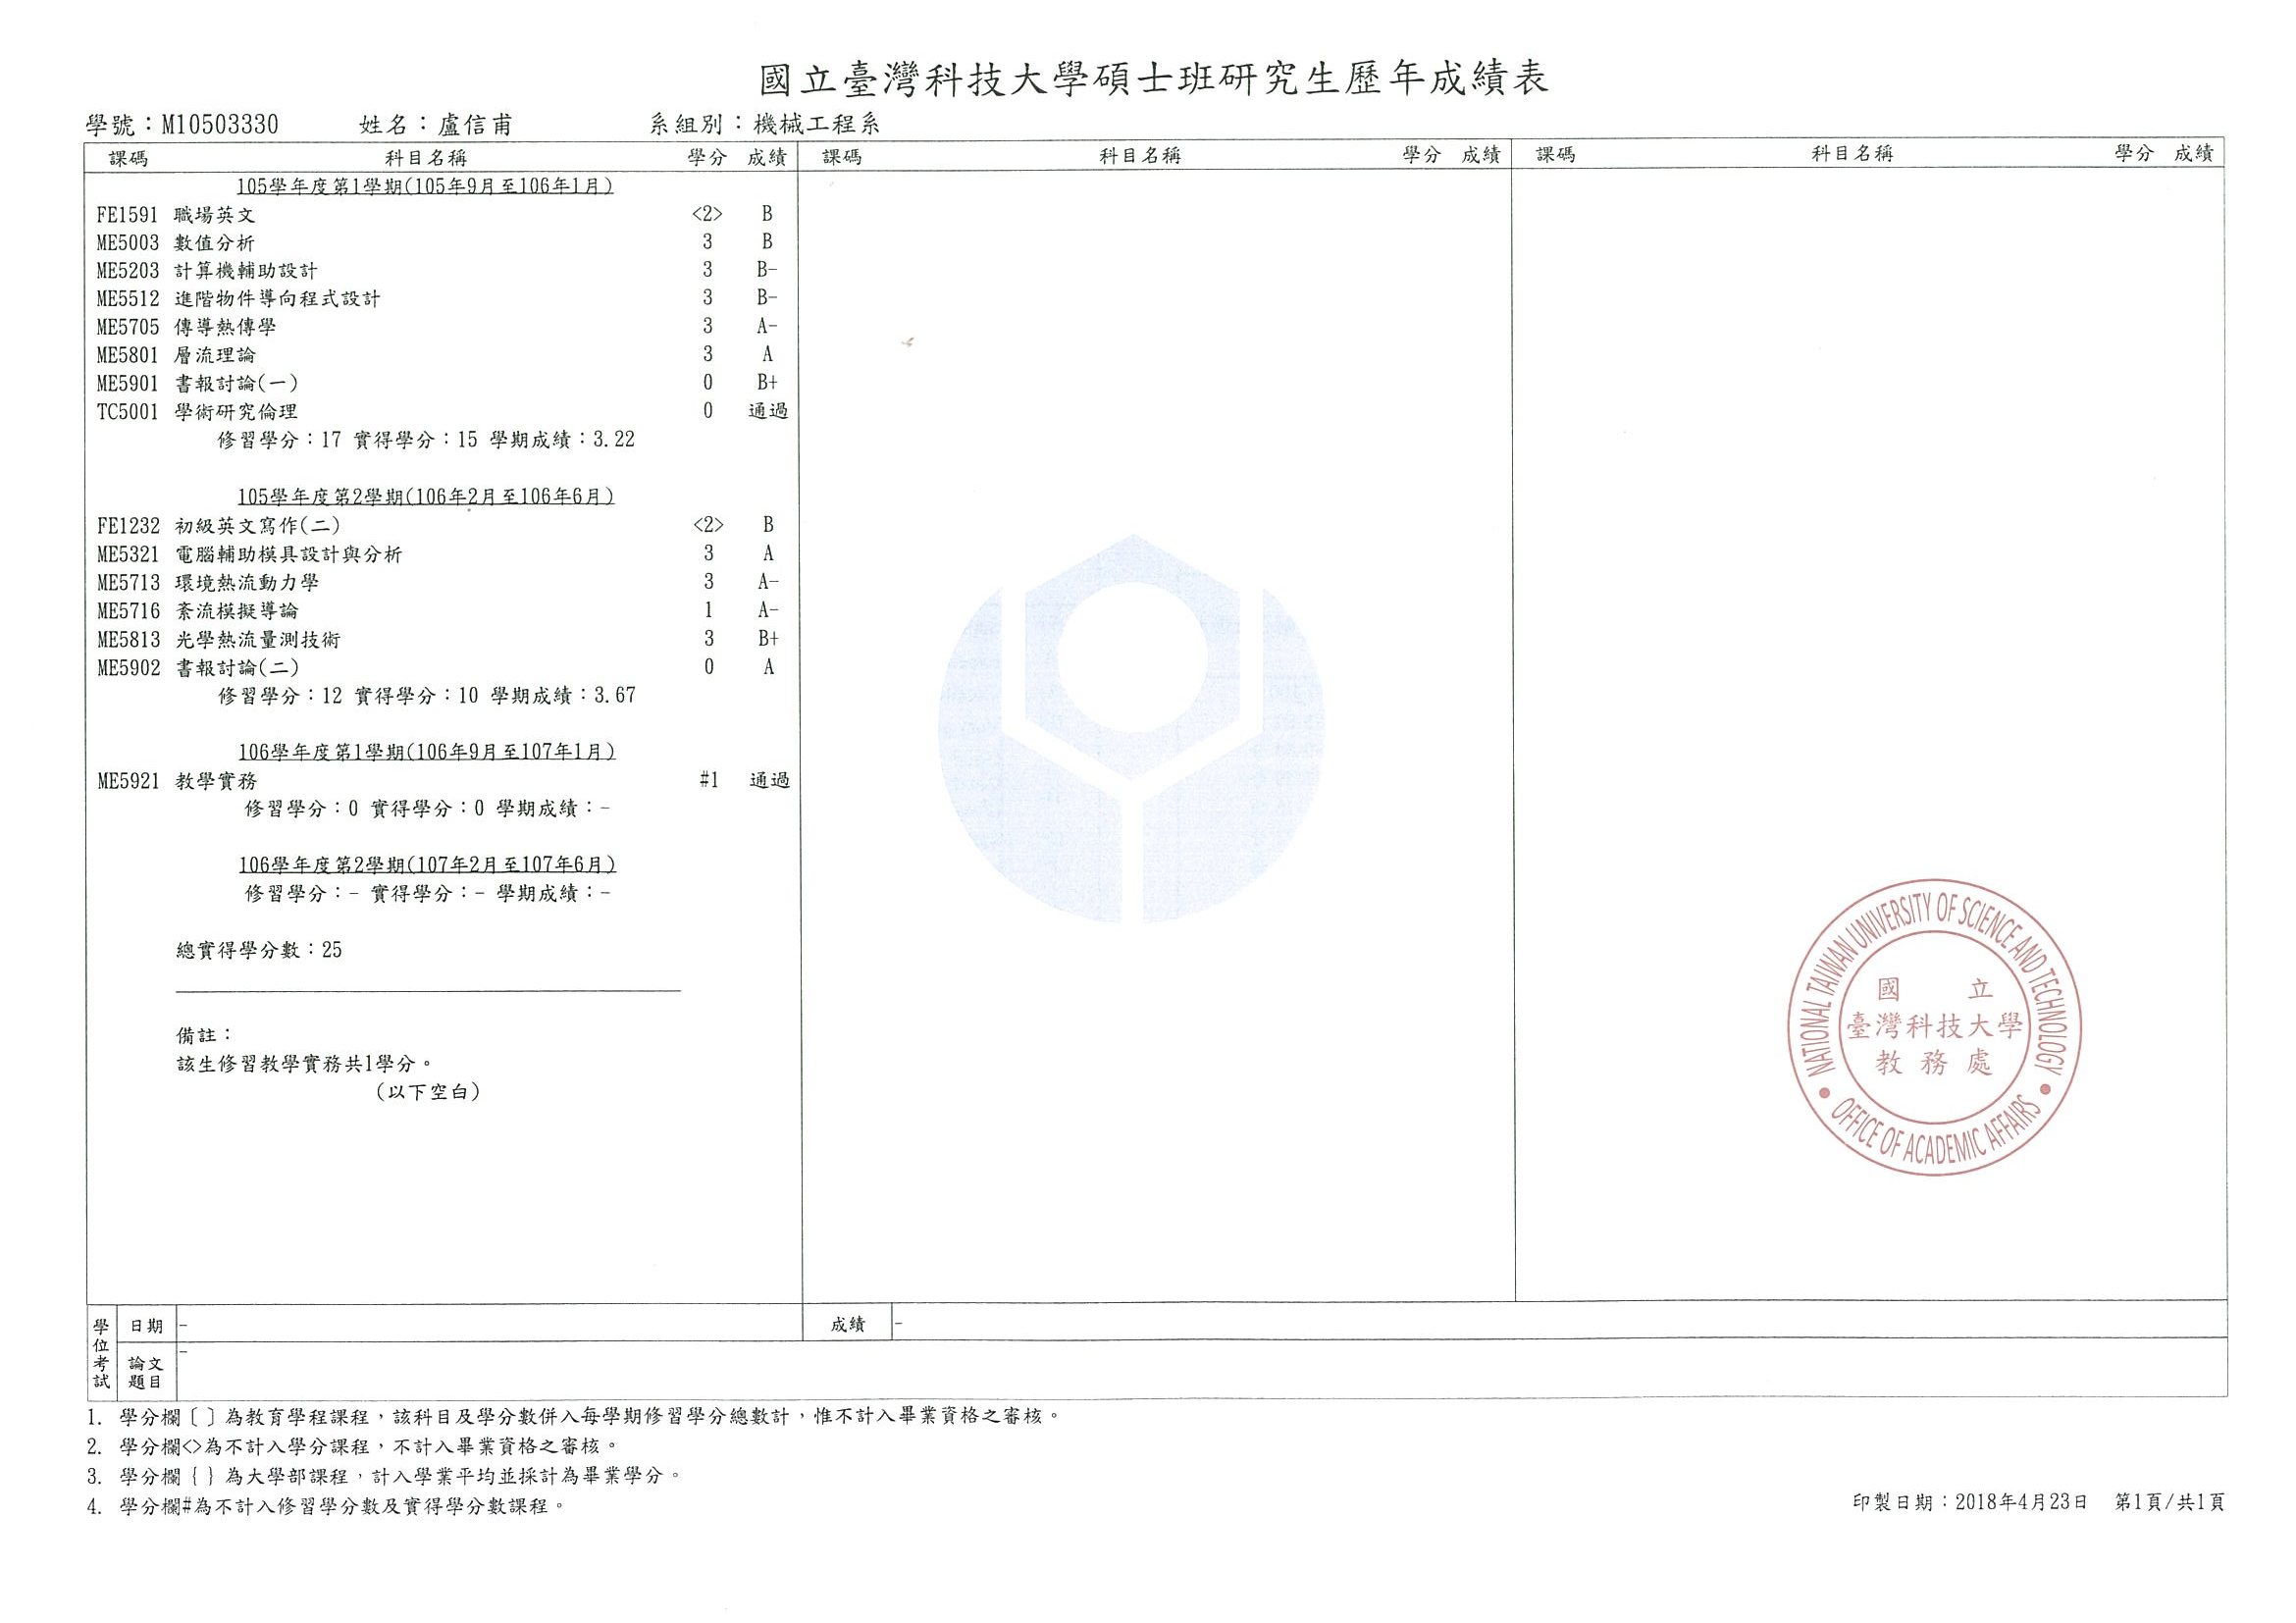 國立臺灣科技大學碩士班研究生歷年成績表
學號：M10503330 姓名：盧信甫 系組別：機械工程系
課碼 科目名稱 學分 成績 課碼 科目名稱 學分 成績 課碼 科目名稱 學分 成績
105學年度第1學期(105年9月至106年1月)
FE1591 職場英文 <2> B
ME5003 數值分析 3 B
ME5203 計算機輔助設計 3 B-
ME5512 進階物件導向程式設計 3 B-
ME5705 傳導熱傳學 3 A-
ME5801 層流理論 3 A
ME5901 書報討論(一) 0 B+
TC5001 學術研究倫理 0 通過
修習學分：17 實得學分：15 學期成績：3.22
105學年度第2學期(106年2月至106年6月)
FE1232 初級英文寫作(二) <2> B
ME5321 電腦輔助模具設計與分析 3 A
ME5713 環境熱流動力學 3 A-
ME5716 紊流模擬導論 1 A-
ME5813 光學熱流量測技術 3 B+
ME5902 書報討論(二) 0 A
修習學分：12 實得學分：10 學期成績：3.67
106學年度第1學期(106年9月至107年1月)
ME5921 教學實務 #1 通過
修習學分：0 實得學分：0 學期成績：-
106學年度第2學期(107年2月至107年6月)
修習學分：- 實得學分：- 學期成績：-
總實得學分數：25
備註：
該生修習教學實務共1學分。
(以下空白)
NATIONAL TAIWAN UNIVERSITY OF SCIENCE AND TECHNOLOGY
國立
臺灣科技大學
教務處
OFFICE OF ACADEMIC AFFAIRS
學位考試
日期 - 成績 -
論文題目 -
1. 學分欄〔〕為教育學程課程，該科目及學分數併入每學期修習學分總數計，惟不計入畢業資格之審核。
2. 學分欄<>為不計入學分課程，不計入畢業資格之審核。
3. 學分欄｛｝為大學部課程，計入學業平均並採計為畢業學分。
4. 學分欄#為不計入修習學分數及實得學分數課程。
印製日期：2018年4月23日 第1頁/共1頁